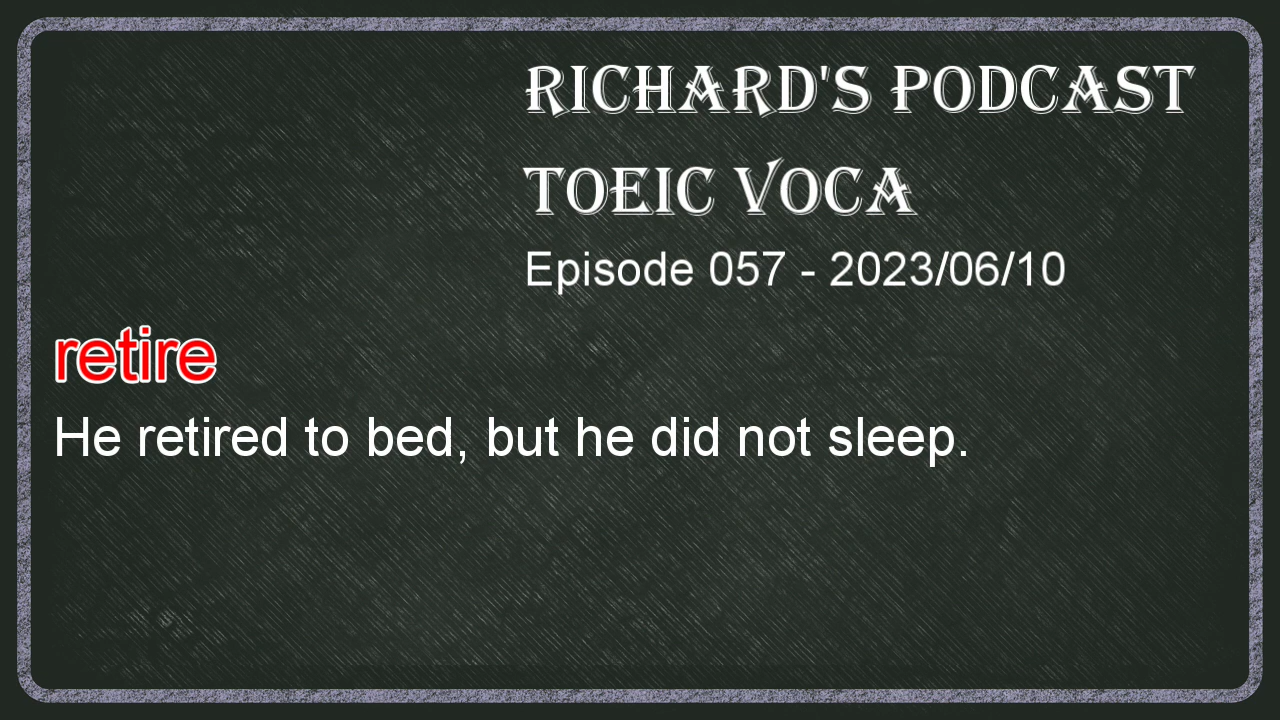 RICHARD'S PODCAST
TOEIC VOCA
Episode 057 - 2023/06/10
retire
He retired to bed, but he did not sleep.